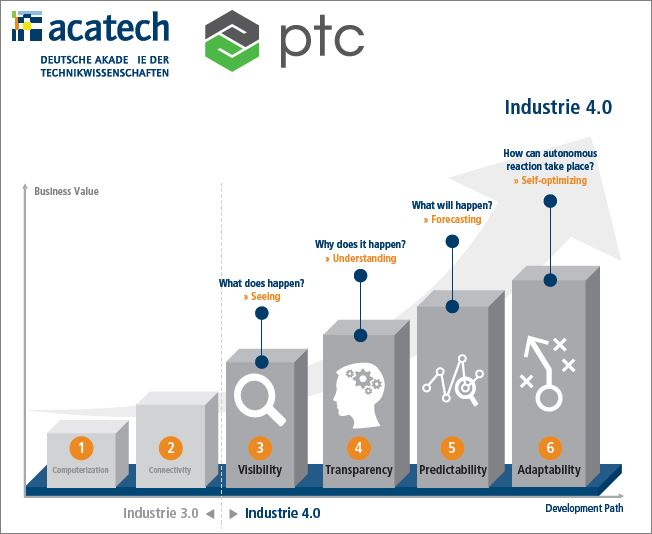 acatech
DEUTSCHE AKADE IE DER
TECHNIKWISSENSCHAFTEN
ptc
Industrie 4.0
How can autonomous
reaction take place?
» Self-optimizing
Business Value
What will happen?
» Forecasting
Why does it happen?
» Understanding
What does happen?
» Seeing
1
2
3
4
5
6
Computerization
Connectivity
Visibility
Transparency
Predictability
Adaptability
Development Path
Industrie 3.0
Industrie 4.0